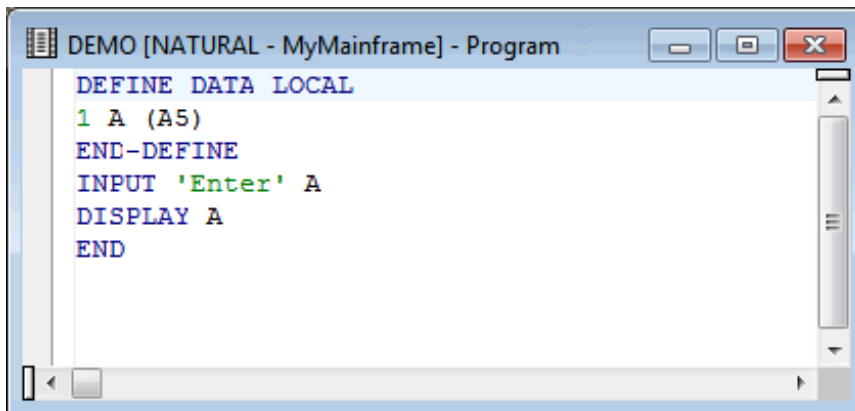 DEMO [NATURAL - MyMainframe] - Program
DEFINE DATA LOCAL
1 A (A5)
END-DEFINE
INPUT 'Enter' A
DISPLAY A
END